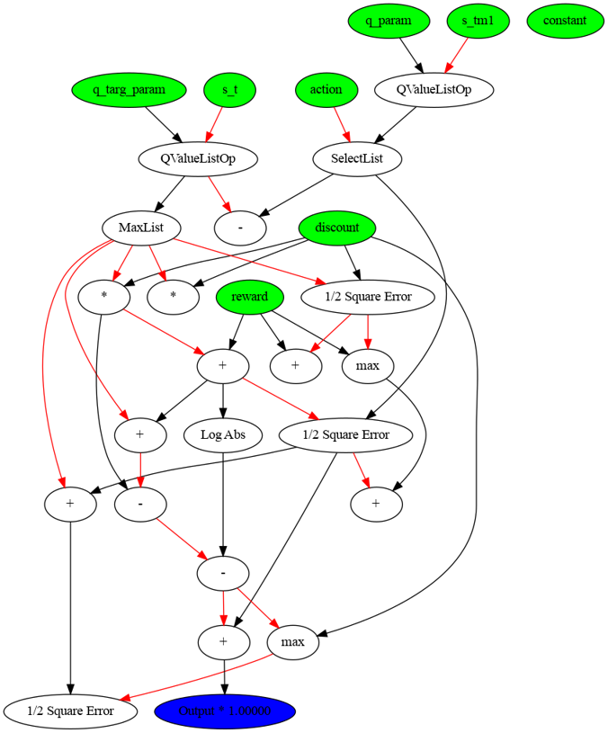 q_param
s_tm1
constant
q_targ_param
s_t
action
QValueListOp
QValueListOp
SelectList
MaxList
-
discount
*
*
reward
1/2 Square Error
+
+
max
+
Log Abs
1/2 Square Error
+
-
+
-
+
max
1/2 Square Error
Output * 1.00000